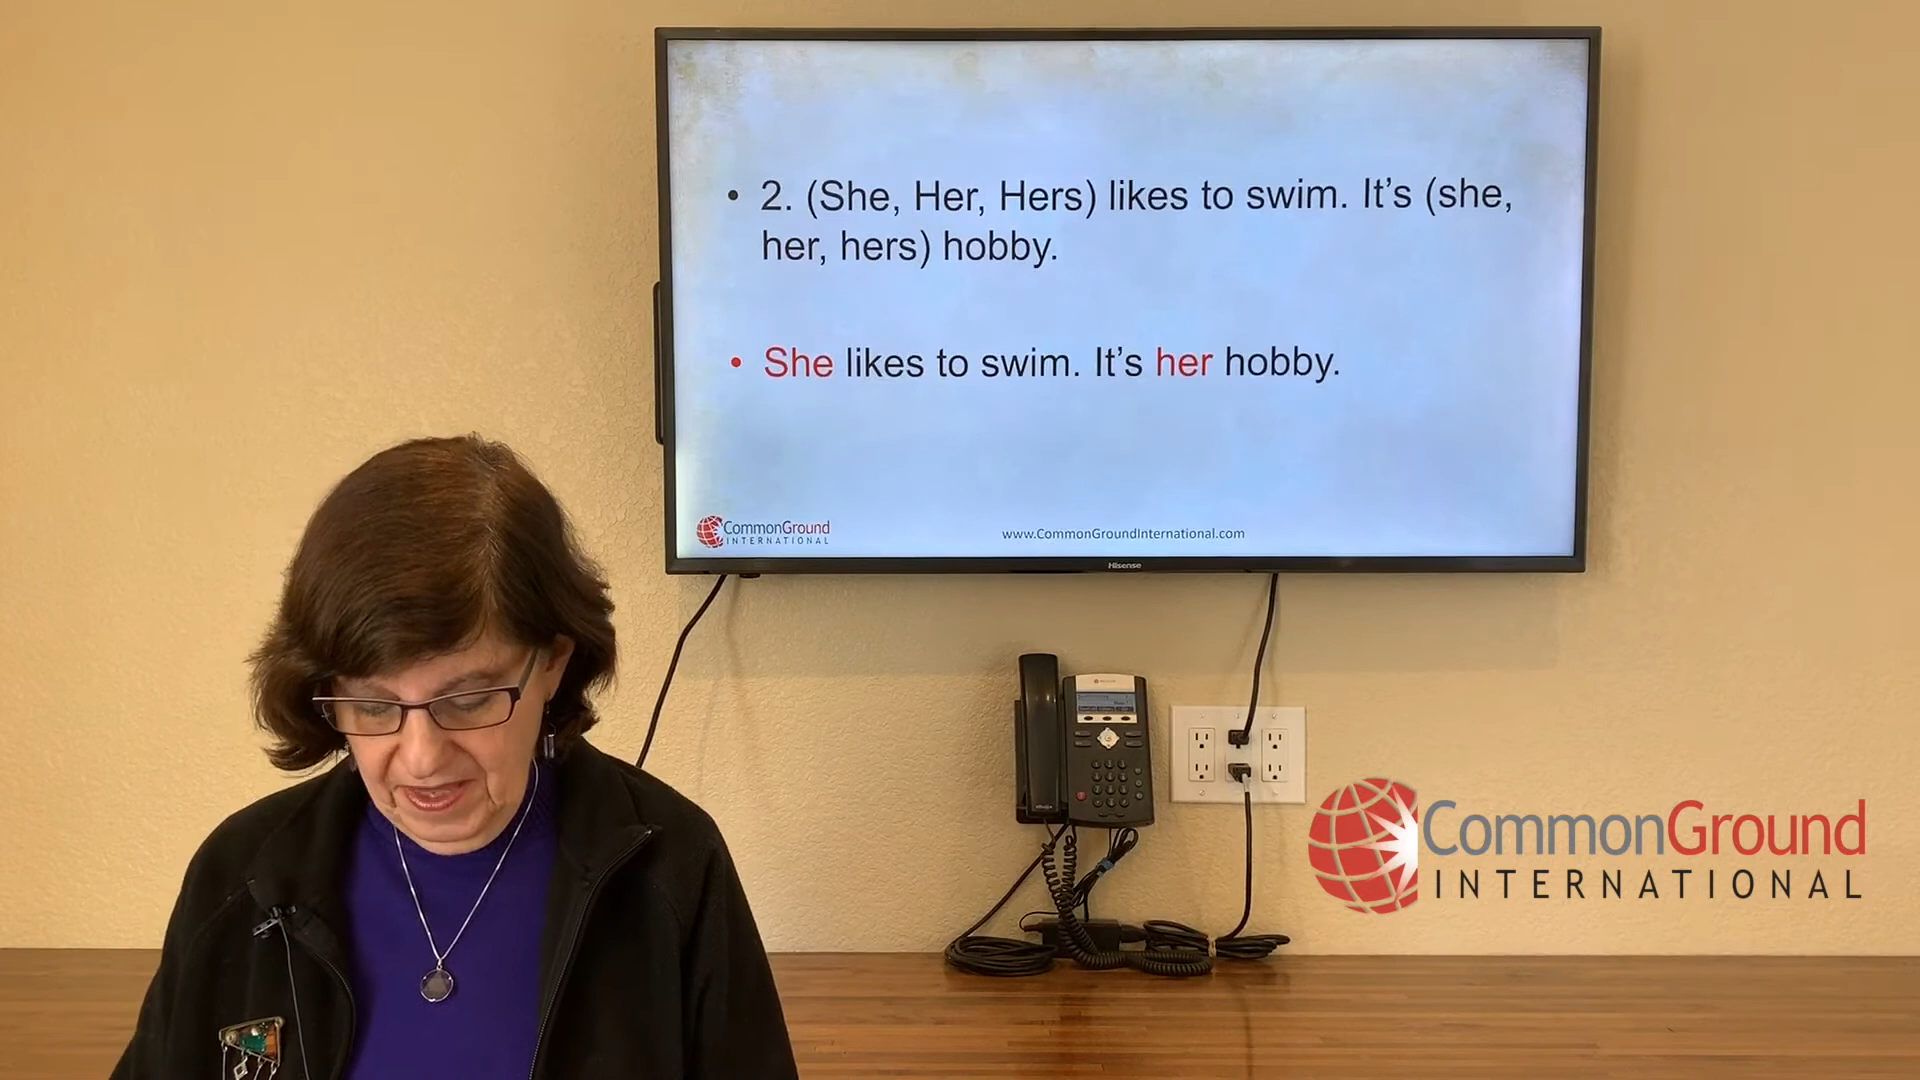 • 2. (She, Her, Hers) likes to swim. It's (she,
her, hers) hobby.
• She likes to swim. It's her hobby.
CommonGround
INTERNATIONAL
www.CommonGroundInternational.com
Hisense
CommonGround
INTERNATIONAL